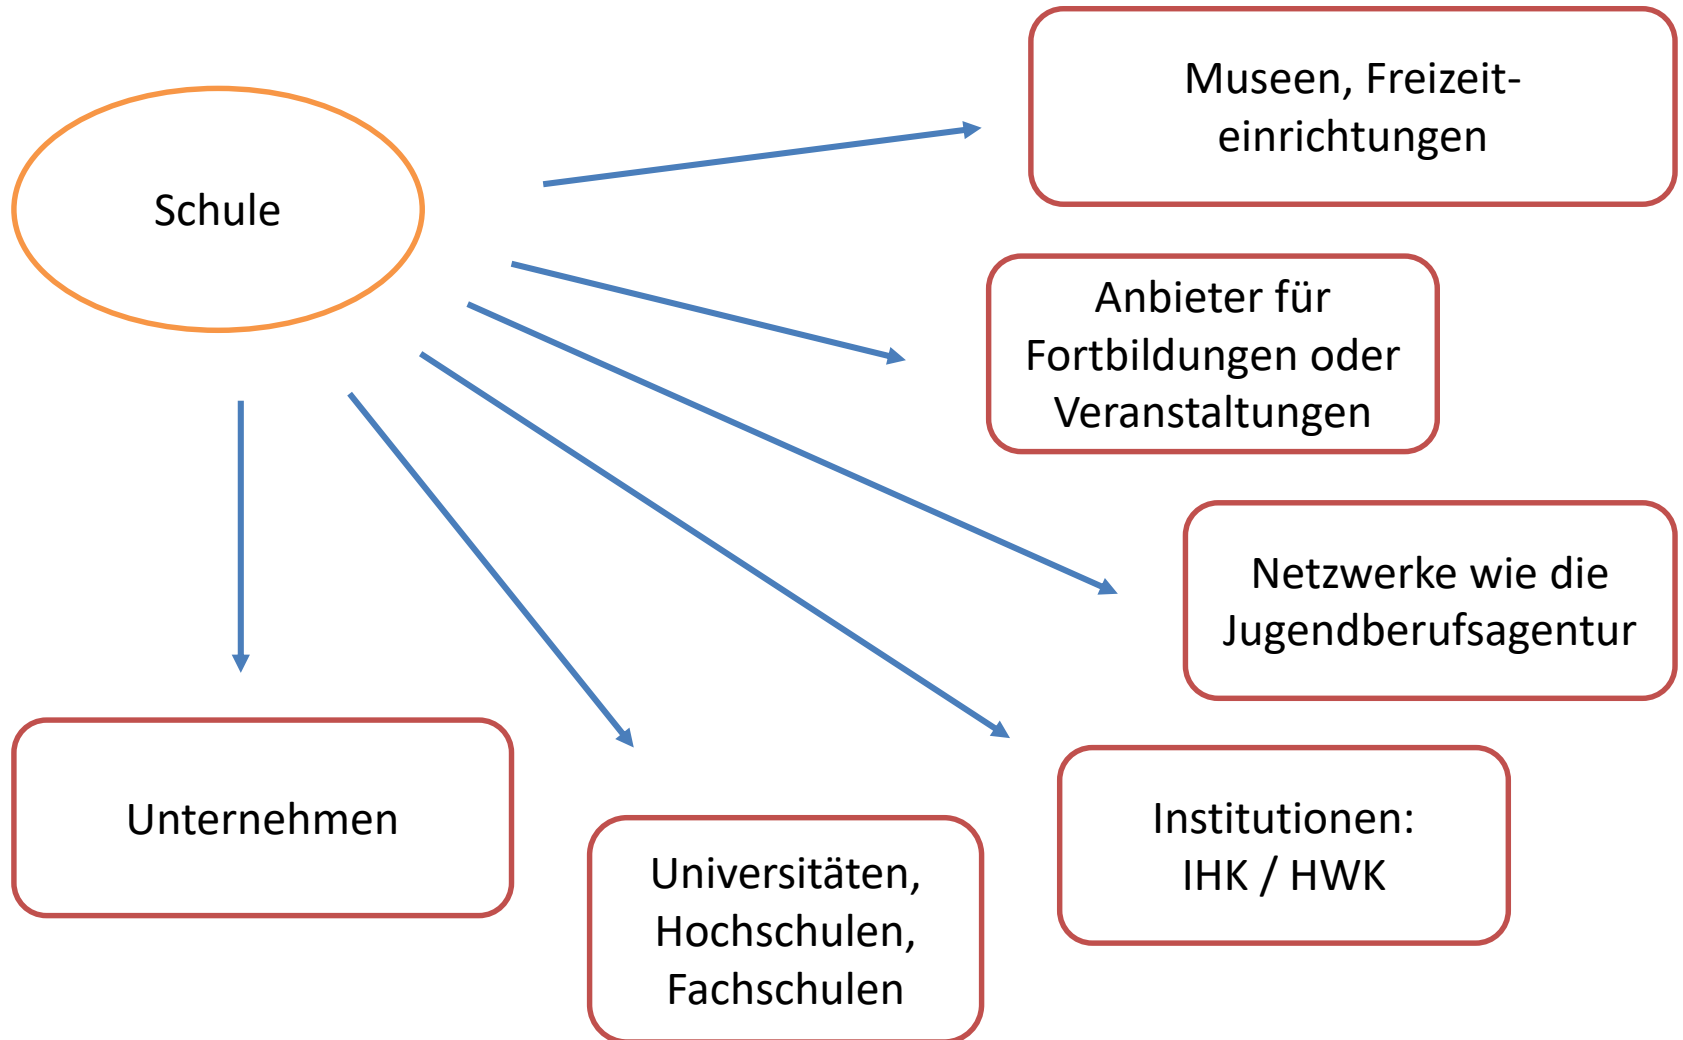 Schule
Museen, Freizeit-
einrichtungen
Anbieter für
Fortbildungen oder
Veranstaltungen
Netzwerke wie die
Jugendberufsagentur
Institutionen:
IHK / HWK
Universitäten,
Hochschulen,
Fachschulen
Unternehmen